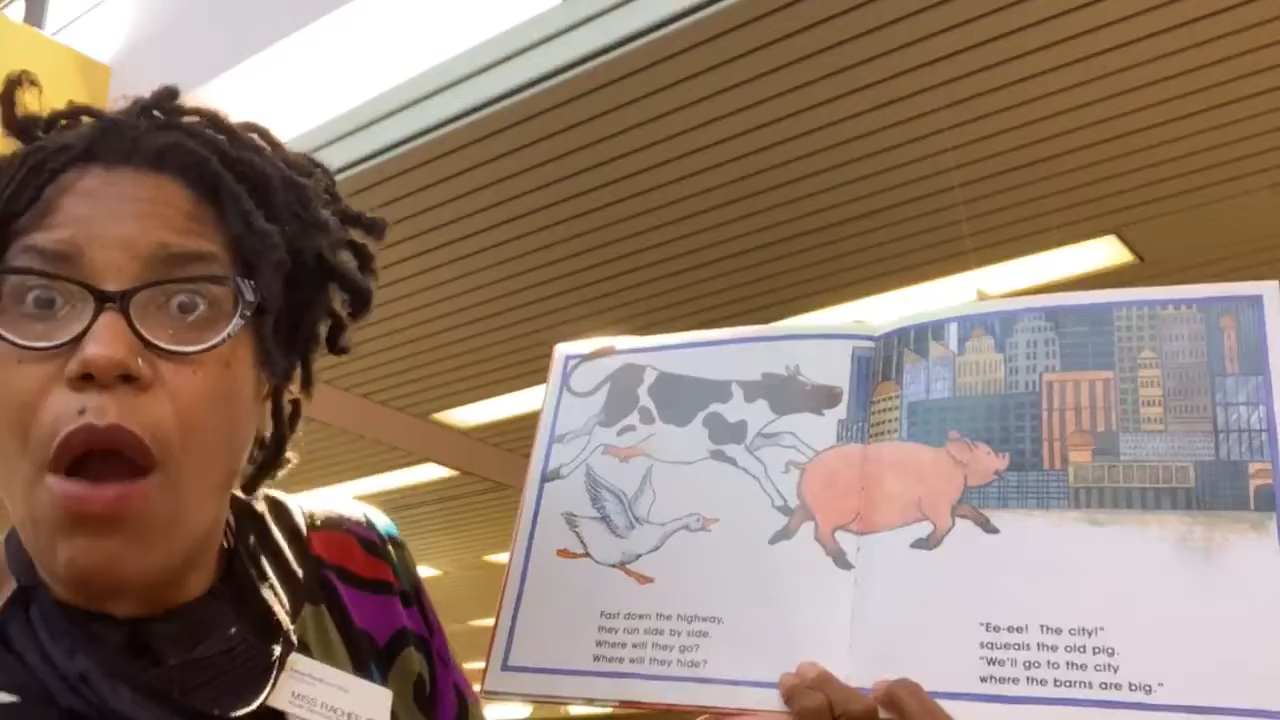 Fast down the highway,
they run side by side.
Where will they go?
Where will they hide?
"Ee-ee!  The city!"
squeals the old pig.
"We'll go to the city
where the barns are big."
MISS RACHEL